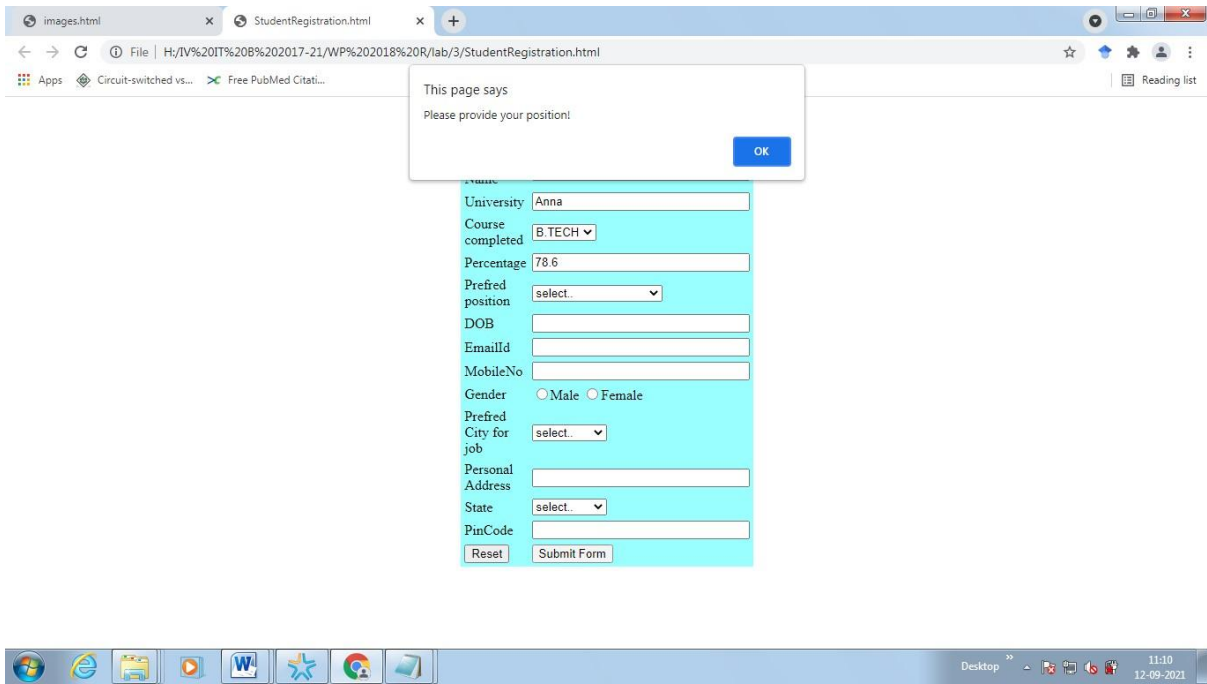 images.html
StudentRegistration.html
File | H:/IV%20IT%20B%202017-21/WP%202018%20R/lab/3/StudentRegistration.html
Apps Circuit-switched vs... Free PubMed Citati... Reading list
This page says
Please provide your position!
OK
Name
University Anna
Course
completed B.TECH
Percentage 78.6
Prefred
position select..
DOB
EmailId
MobileNo
Gender Male Female
Prefred
City for
job select..
Personal
Address
State select..
PinCode
Reset Submit Form
Desktop
11:10
12-09-2021